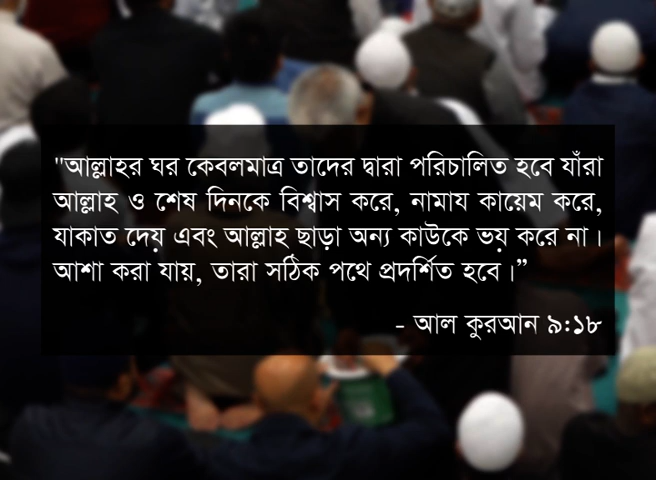 "আল্লাহর ঘর কেবলমাত্র তাদের দ্বারা পরিচালিত হবে যাঁরা
আল্লাহ ও শেষ দিনকে বিশ্বাস করে, নামায কায়েম করে,
যাকাত দেয় এবং আল্লাহ ছাড়া অন্য কাউকে ভয় করে না।
আশা করা যায়, তারা সঠিক পথে প্রদর্শিত হবে।”
- আল কুরআন ৯:১৮